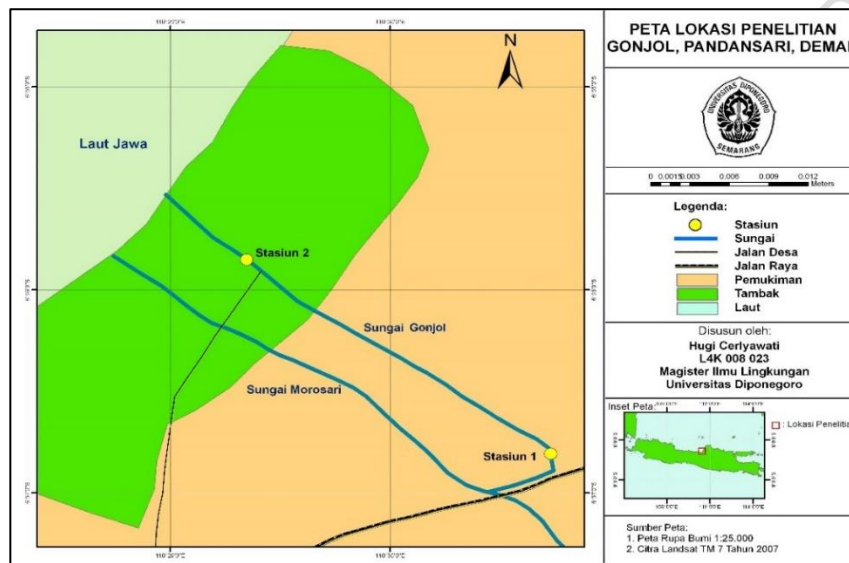 PETA LOKASI PENELITIAN
GONJOL, PANDANSARI, DEMAK
N
Laut Jawa
Stasiun 2
Sungai Gonjol
Sungai Morosari
Stasiun 1
UNIVERSITAS DIPONEGORO
SEMARANG
0 0.0015 0.003 0.006 0.009 0.012
Meters
Legenda:
Stasiun
Sungai
Jalan Desa
Jalan Raya
Pemukiman
Tambak
Laut
Disusun oleh:
Hugi Cerlyawati
L4K 008 023
Magister Ilmu Lingkungan
Universitas Diponegoro
Inset Peta:
: Lokasi Penelitia
Sumber Peta:
1. Peta Rupa Bumi 1:25.000
2. Citra Landsat TM 7 Tahun 2007